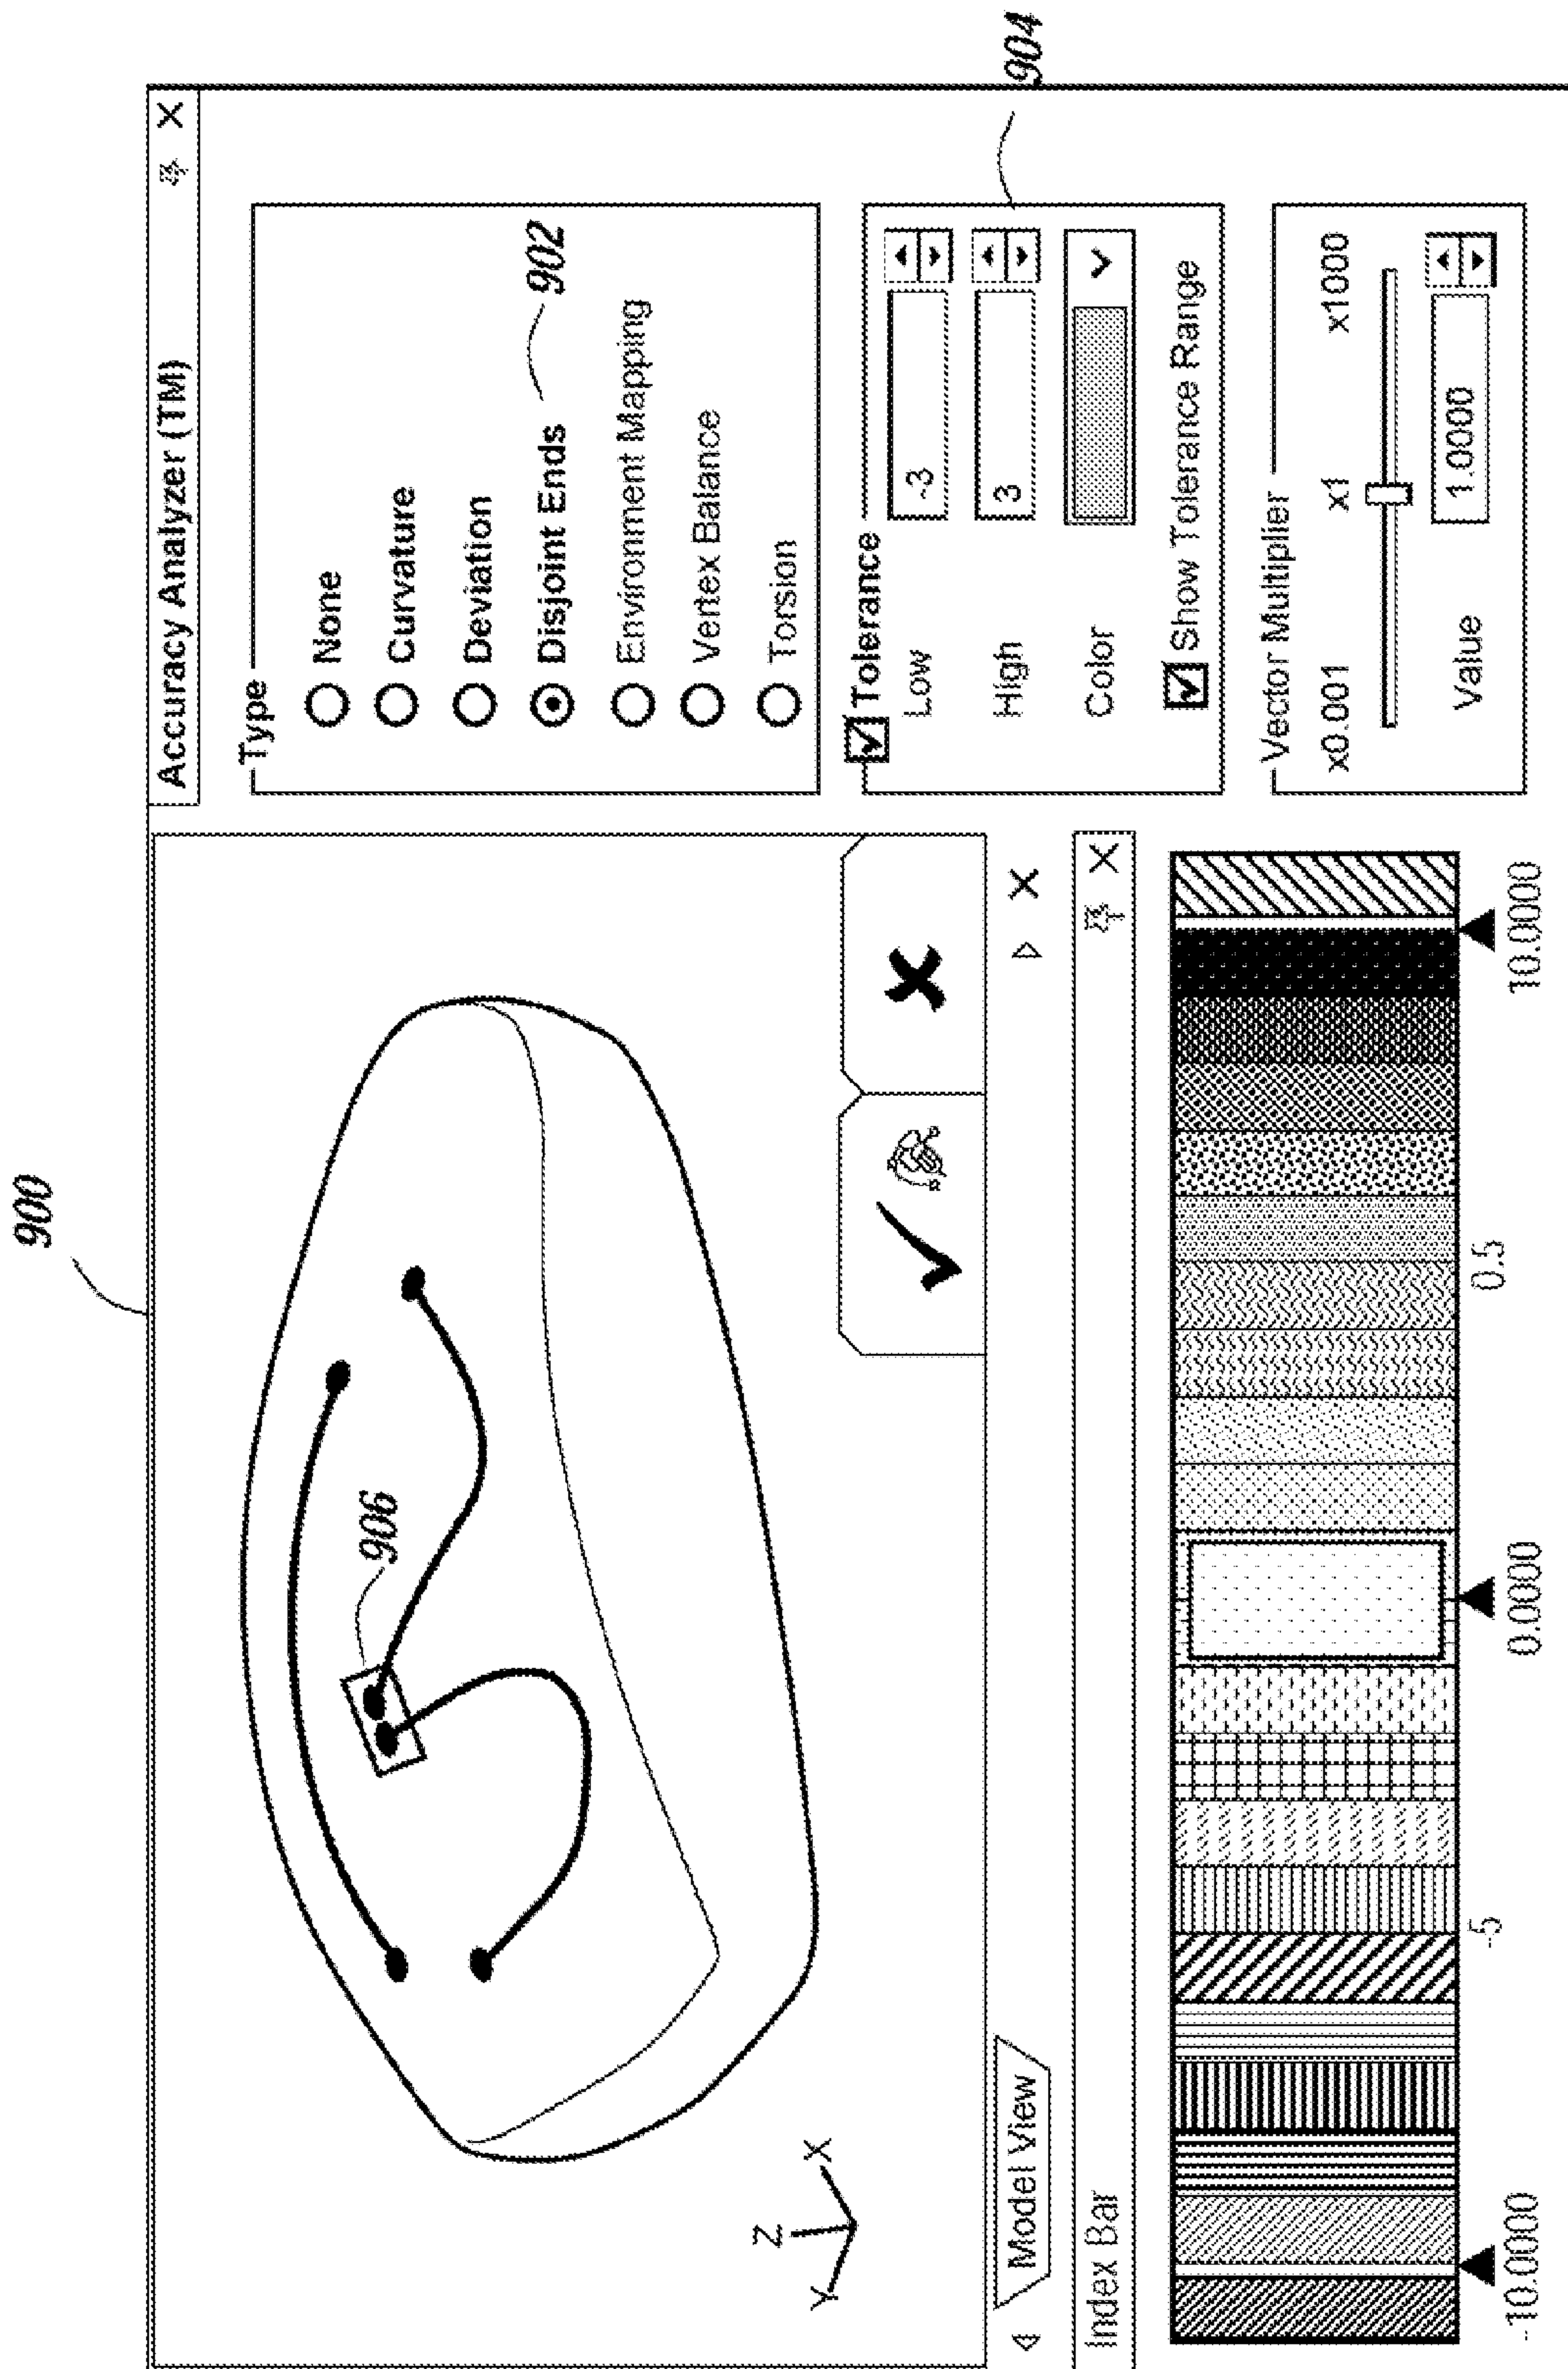 900
Accuracy Analyzer (TM)
X
Type
None
Curvature
Deviation
Disjoint Ends
902
Environment Mapping
Vertex Balance
Torsion
904
Tolerance
Low
-3
High
3
Color
Show Tolerance Range
Vector Multiplier
x0.001 x1 x1000
Value
1.0000
906
Z
Y X
Model View
X
Index Bar
X
-10.0000 -5 0.0000 0.5 10.0000